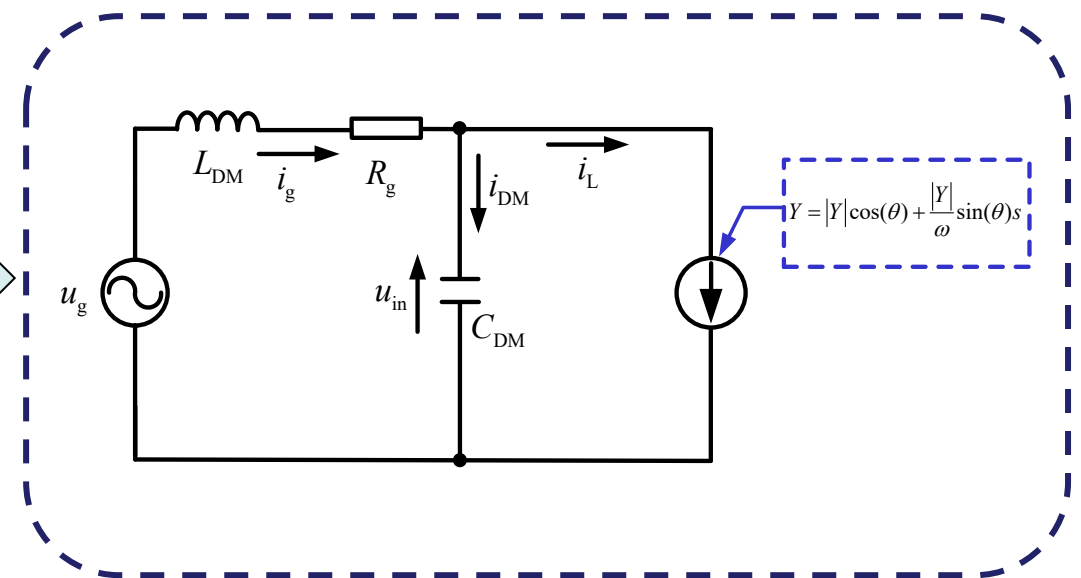 L_DM
i_g
R_g
i_DM
i_L
Y = |Y|cos(θ) + |Y|/ω sin(θ)s
u_g
u_in
C_DM